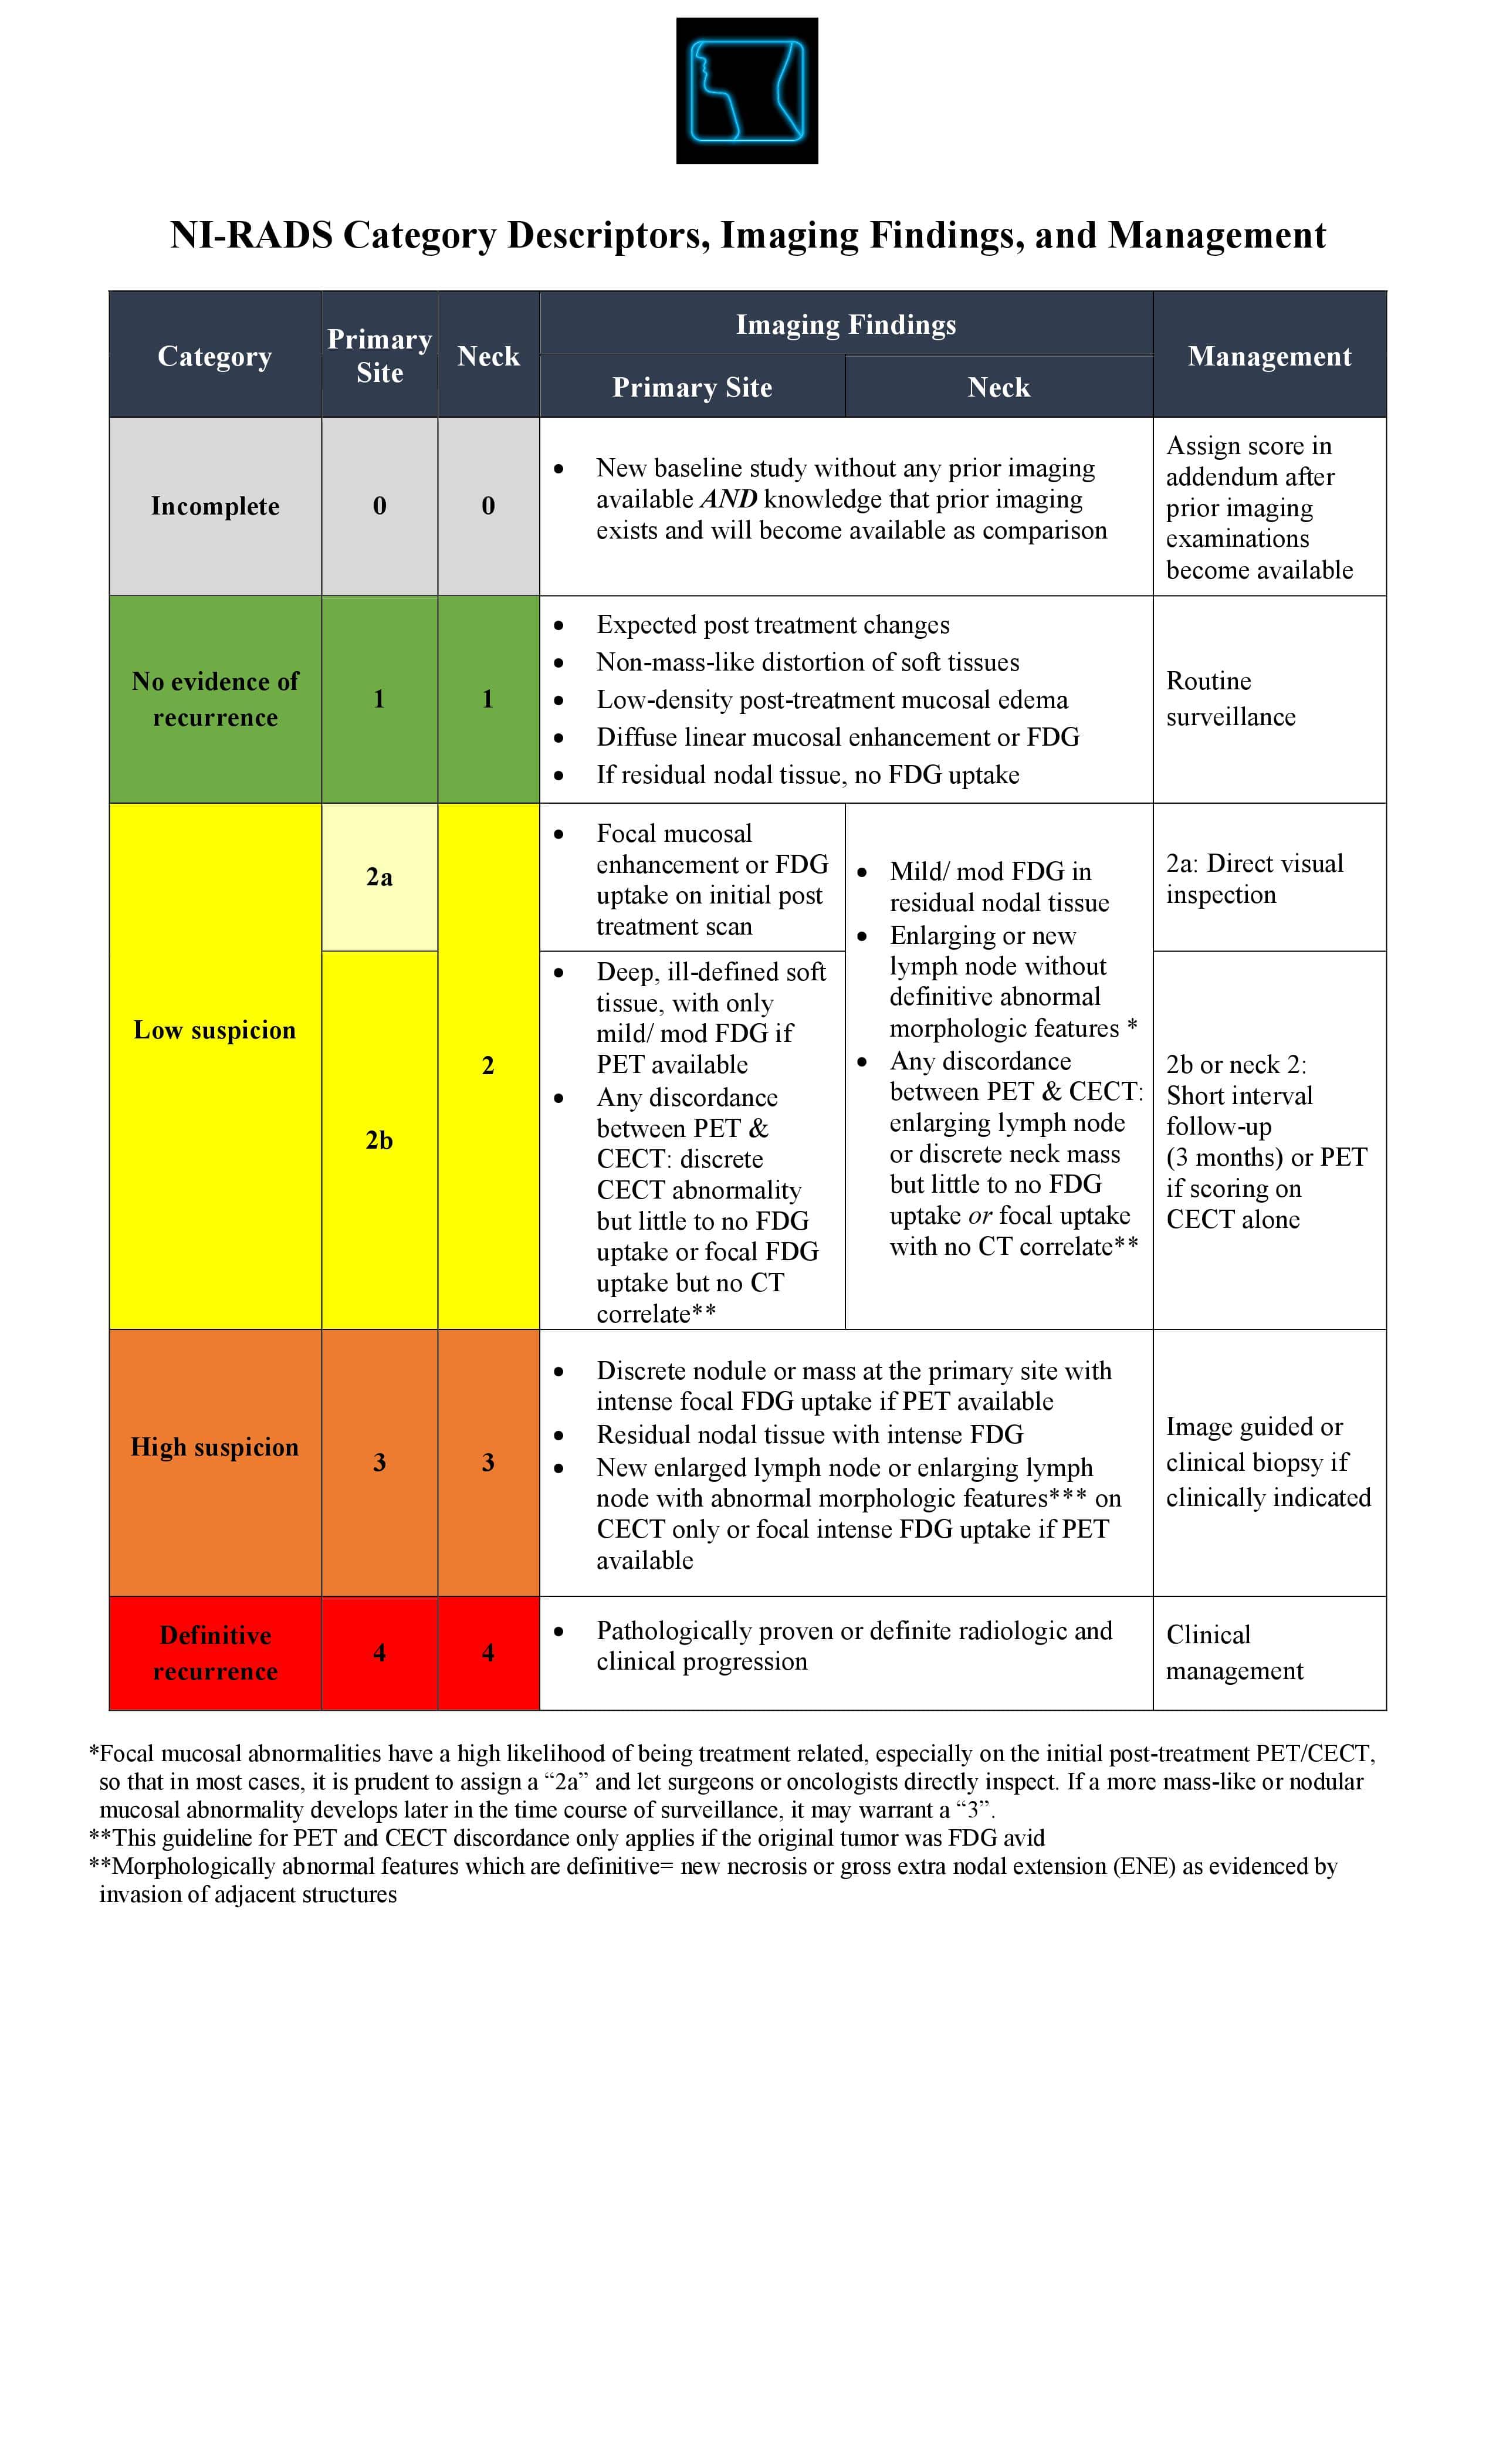 NI-RADS Category Descriptors, Imaging Findings, and Management
Category
Primary
Site
Neck
Imaging Findings
Primary Site
Neck
Management
Incomplete
0
0
• New baseline study without any prior imaging
available AND knowledge that prior imaging
exists and will become available as comparison
Assign score in
addendum after
prior imaging
examinations
become available
No evidence of
recurrence
1
1
• Expected post treatment changes
• Non-mass-like distortion of soft tissues
• Low-density post-treatment mucosal edema
• Diffuse linear mucosal enhancement or FDG
• If residual nodal tissue, no FDG uptake
Routine
surveillance
Low suspicion
2a
2b
2
• Focal mucosal
enhancement or FDG
uptake on initial post
treatment scan
• Deep, ill-defined soft
tissue, with only
mild/ mod FDG if
PET available
• Any discordance
between PET &
CECT: discrete
CECT abnormality
but little to no FDG
uptake or focal FDG
uptake but no CT
correlate**
• Mild/ mod FDG in
residual nodal tissue
• Enlarging or new
lymph node without
definitive abnormal
morphologic features *
• Any discordance
between PET & CECT:
enlarging lymph node
or discrete neck mass
but little to no FDG
uptake or focal uptake
with no CT correlate**
2a: Direct visual
inspection
2b or neck 2:
Short interval
follow-up
(3 months) or PET
if scoring on
CECT alone
High suspicion
3
3
• Discrete nodule or mass at the primary site with
intense focal FDG uptake if PET available
• Residual nodal tissue with intense FDG
• New enlarged lymph node or enlarging lymph
node with abnormal morphologic features*** on
CECT only or focal intense FDG uptake if PET
available
Image guided or
clinical biopsy if
clinically indicated
Definitive
recurrence
4
4
• Pathologically proven or definite radiologic and
clinical progression
Clinical
management
*Focal mucosal abnormalities have a high likelihood of being treatment related, especially on the initial post-treatment PET/CECT,
so that in most cases, it is prudent to assign a “2a” and let surgeons or oncologists directly inspect. If a more mass-like or nodular
mucosal abnormality develops later in the time course of surveillance, it may warrant a “3”.
**This guideline for PET and CECT discordance only applies if the original tumor was FDG avid
**Morphologically abnormal features which are definitive= new necrosis or gross extra nodal extension (ENE) as evidenced by
invasion of adjacent structures